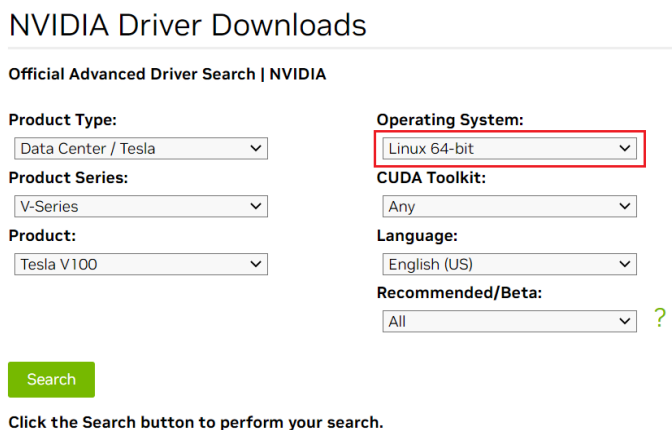 NVIDIA Driver Downloads
Official Advanced Driver Search | NVIDIA
Product Type:
Data Center / Tesla
Product Series:
V-Series
Product:
Tesla V100
Operating System:
Linux 64-bit
CUDA Toolkit:
Any
Language:
English (US)
Recommended/Beta:
All
?
Search
Click the Search button to perform your search.